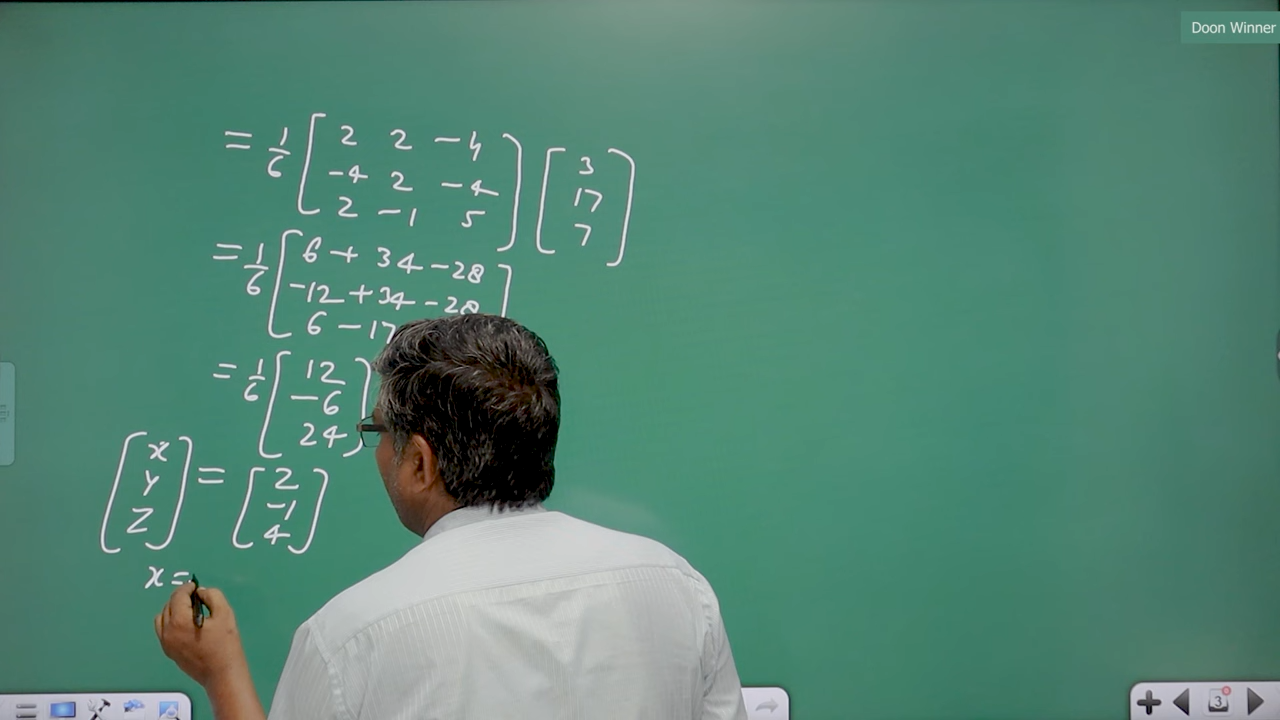 Doon Winner
= 1/6 [ 2 2 -4 ] [ 3 ]
[ -4 2 -4 ] [ 17 ]
[ 2 -1 5 ] [ 7 ]
= 1/6 [ 6 + 34 - 28 ]
[ -12 + 34 - 28 ]
[ 6 - 17
= 1/6 [ 12 ]
[ -6 ]
[ 24 ]
[ x ] = [ 2 ]
[ y ] [ -1 ]
[ z ] [ 4 ]
x =
3